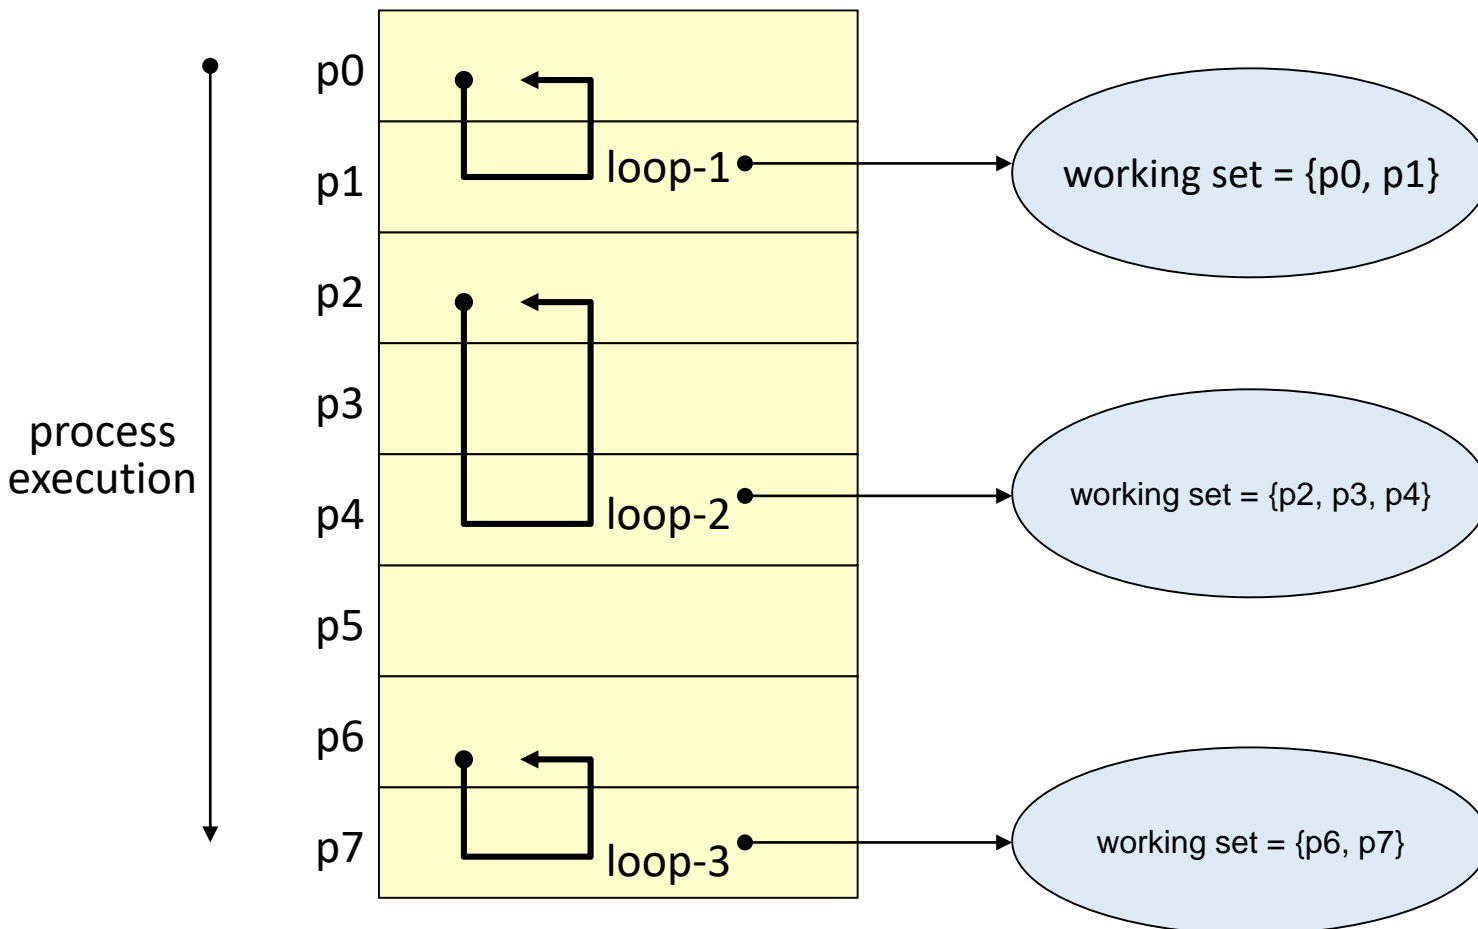 p0
p1
loop-1
working set = {p0, p1}
p2
p3
process
execution
p4
loop-2
working set = {p2, p3, p4}
p5
p6
p7
loop-3
working set = {p6, p7}